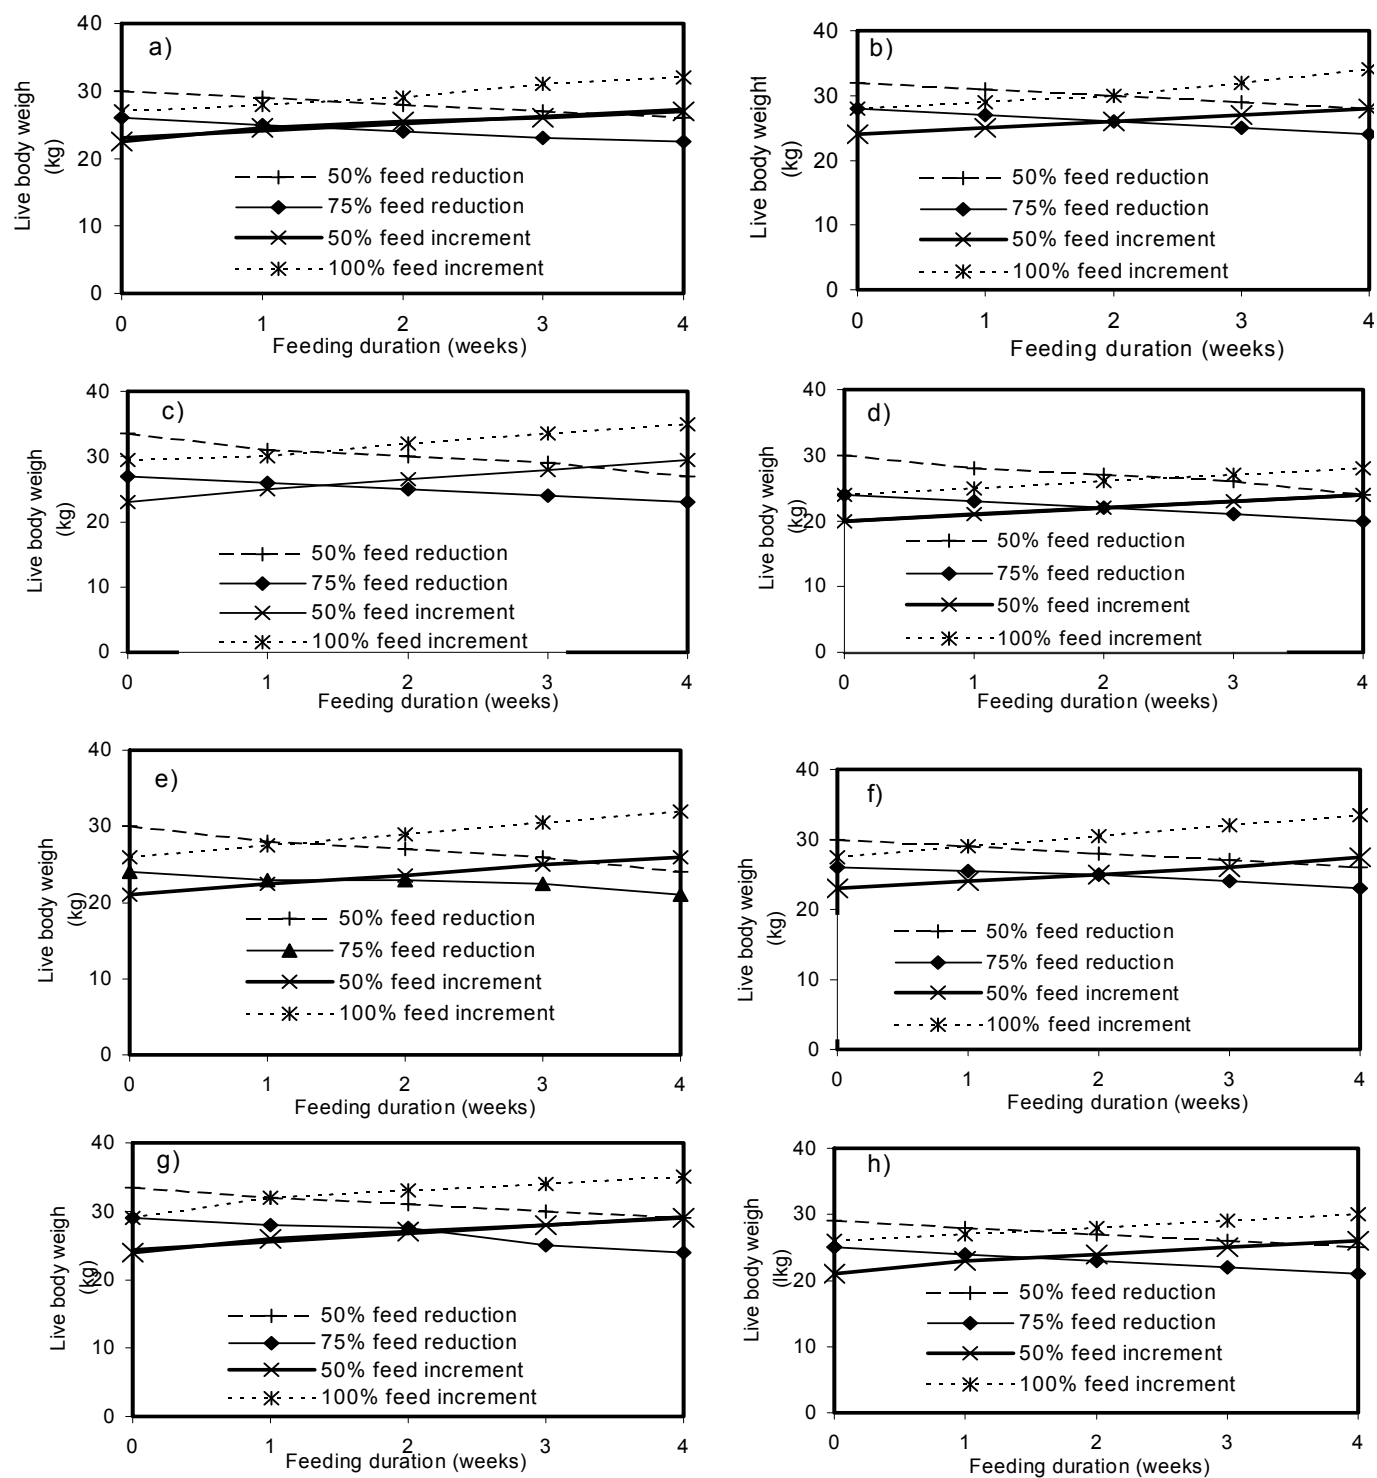 a)
40
30
20
10
0
Live body weigh
(kg)
50% feed reduction
75% feed reduction
50% feed increment
100% feed increment
0 1 2 3 4
Feeding duration (weeks)
b)
40
30
20
10
0
Live body weight
(kg)
50% feed reduction
75% feed reduction
50% feed increment
100% feed increment
0 1 2 3 4
Feeding duration (weeks)
c)
40
30
20
10
0
Live body weigh
(kg)
50% feed reduction
75% feed reduction
50% feed increment
100% feed increment
0 1 2 3 4
Feeding duration (weeks)
d)
40
30
20
10
0
Live body weigh
(kg)
50% feed reduction
75% feed reduction
50% feed increment
100% feed increment
0 1 2 3 4
Feeding duration (weeks)
e)
40
30
20
10
0
Live body weigh
(kg)
50% feed reduction
75% feed reduction
50% feed increment
100% feed increment
0 1 2 3 4
Feeding duration (weeks)
f)
40
30
20
10
0
Live body weigh
(kg)
50% feed reduction
75% feed reduction
50% feed increment
100% feed increment
0 1 2 3 4
Feeding duration (weeks)
g)
40
30
20
10
0
Live body weigh
(kg)
50% feed reduction
75% feed reduction
50% feed increment
100% feed increment
0 1 2 3 4
Feeding duration (weeks)
h)
40
30
20
10
0
Live body weigh
(kg)
50% feed reduction
75% feed reduction
50% feed increment
100% feed increment
0 1 2 3 4
Feeding duration (weeks)